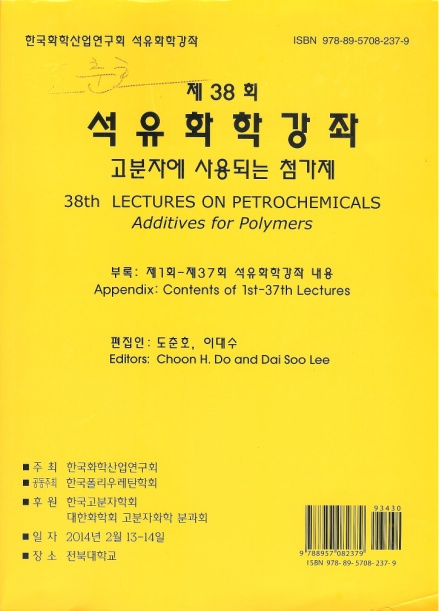 한국화학산업연구회 석유화학강좌
ISBN 978-89-5708-237-9
제 38 회
석유화학강좌
고분자에 사용되는 첨가제
38th LECTURES ON PETROCHEMICALS
Additives for Polymers
부록: 제1회-제37회 석유화학강좌 내용
Appendix: Contents of 1st-37th Lectures
편집인: 도춘호, 이대수
Editors: Choon H. Do and Dai Soo Lee
■ 주 최 한국화학산업연구회
■ 공동주최 한국폴리우레탄학회
■ 후 원 한국고분자학회
대한화학회 고분자화학 분과회
■ 일 자 2014년 2월 13-14일
■ 장 소 전북대학교
93430
9 788957 082379
ISBN 978-89-5708-237-9